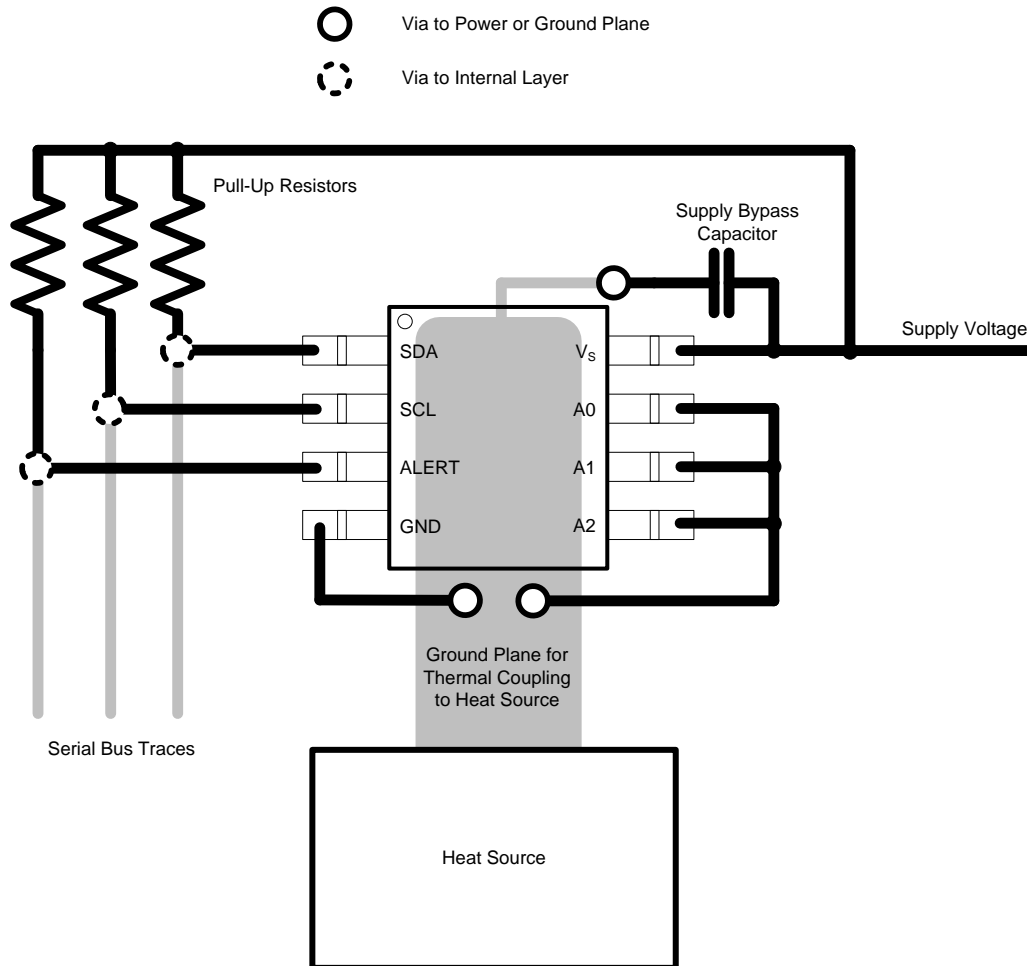 Via to Power or Ground Plane
Via to Internal Layer
Pull-Up Resistors
Supply Bypass
Capacitor
Supply Voltage
SDA
VS
SCL
A0
ALERT
A1
GND
A2
Ground Plane for
Thermal Coupling
to Heat Source
Serial Bus Traces
Heat Source